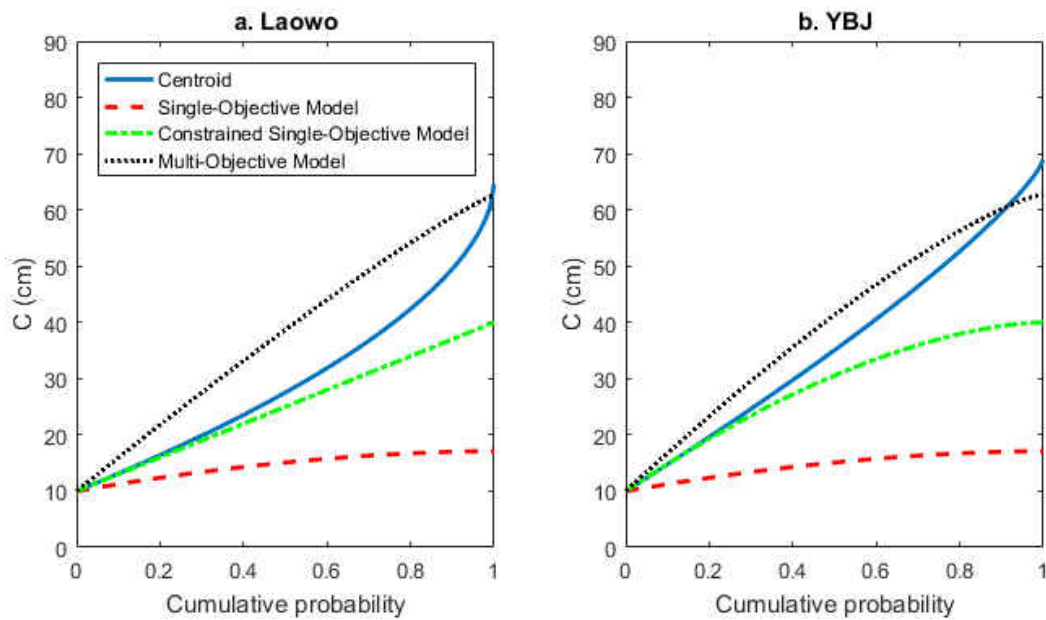 a. Laowo
90
80
70
60
50
40
30
20
10
0
C (cm)
Centroid
Single-Objective Model
Constrained Single-Objective Model
Multi-Objective Model
0 0.2 0.4 0.6 0.8 1
Cumulative probability
b. YBJ
90
80
70
60
50
40
30
20
10
0
C (cm)
0 0.2 0.4 0.6 0.8 1
Cumulative probability